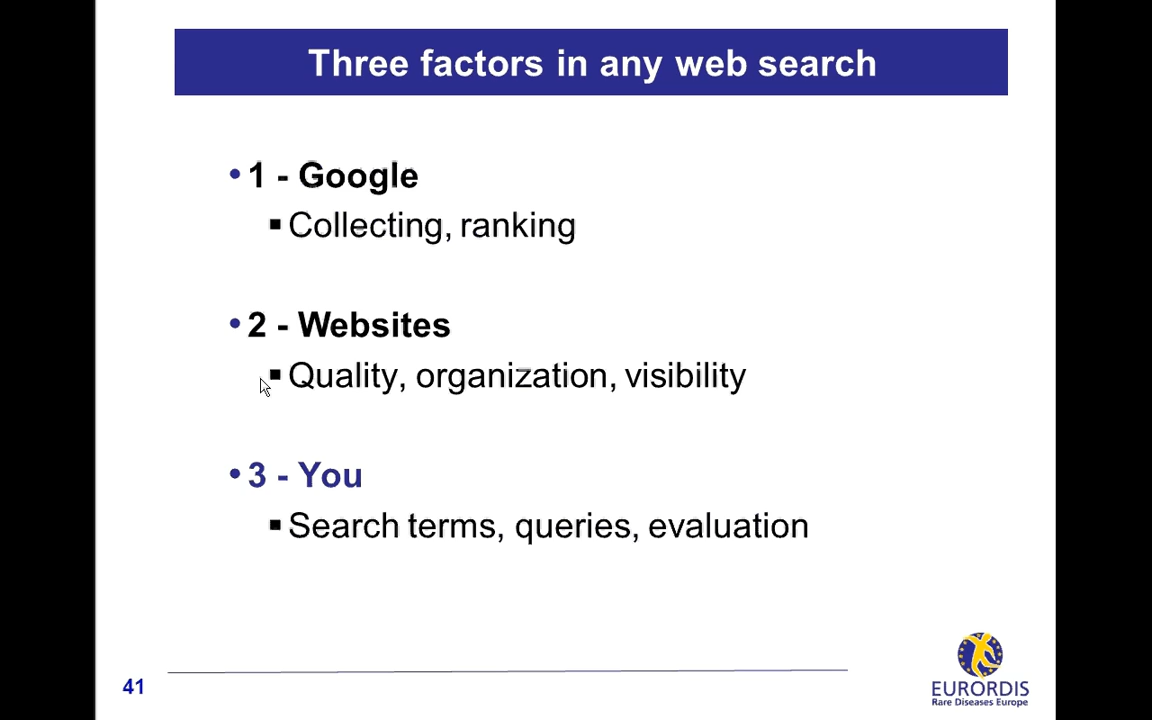 Three factors in any web search
• 1 - Google
▪ Collecting, ranking
• 2 - Websites
▪ Quality, organization, visibility
• 3 - You
▪ Search terms, queries, evaluation
41
EURORDIS
Rare Diseases Europe